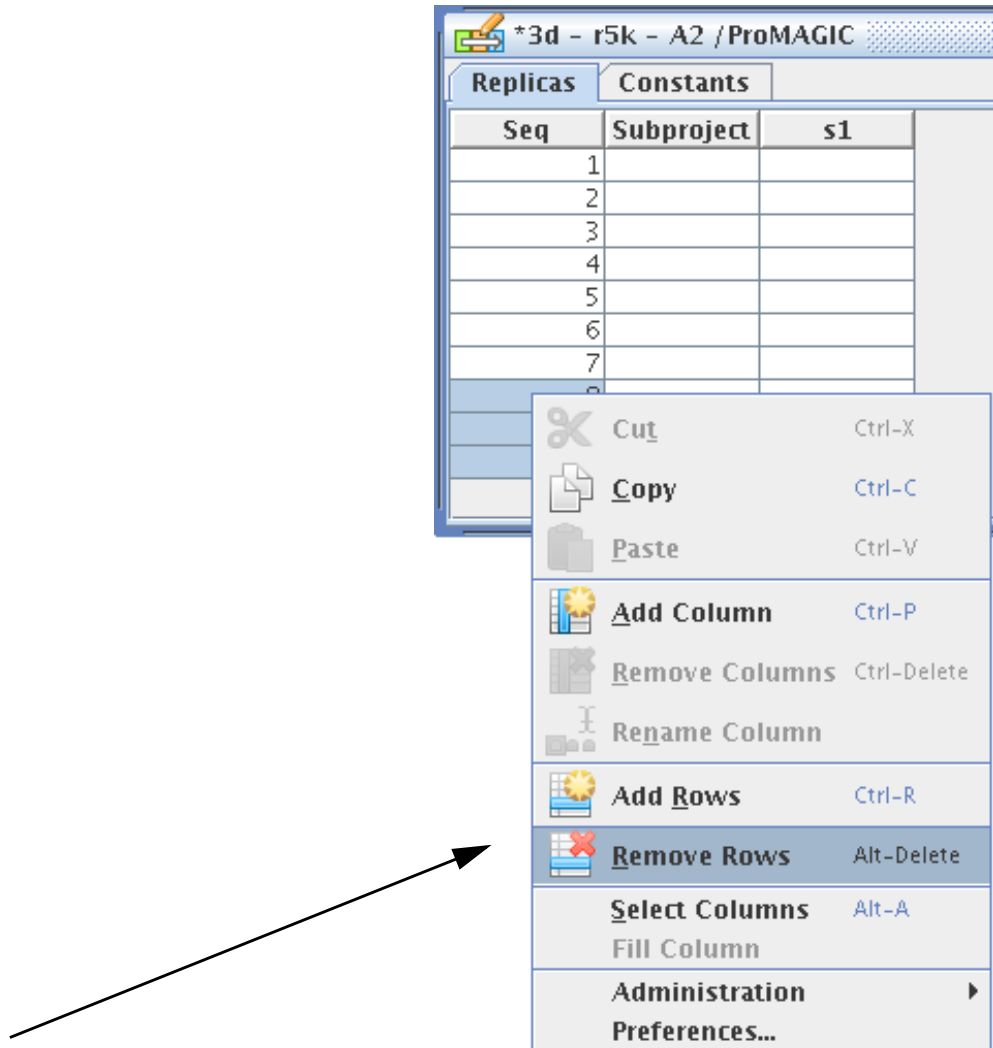 *3d - r5k - A2 /ProMAGIC
Replicas Constants
Seq Subproject s1
1
2
3
4
5
6
7
Cut Ctrl-X
Copy Ctrl-C
Paste Ctrl-V
Add Column Ctrl-P
Remove Columns Ctrl-Delete
Rename Column
Add Rows Ctrl-R
Remove Rows Alt-Delete
Select Columns Alt-A
Fill Column
Administration
Preferences...